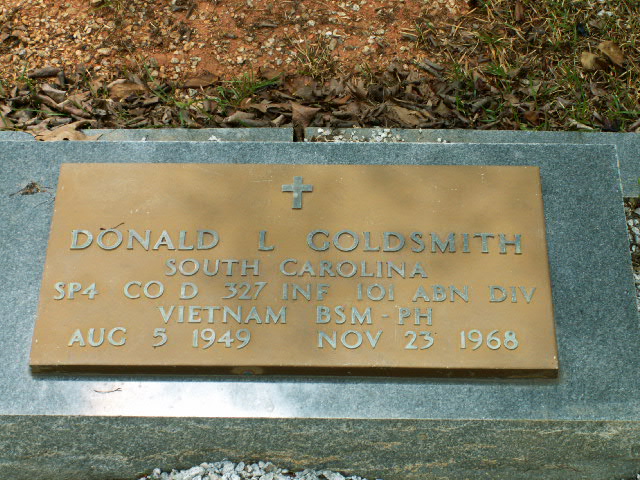 DONALD L GOLDSMITH
SOUTH CAROLINA
SP4 CO D 327 INF 101 ABN DIV
VIETNAM BSM - PH
AUG 5 1949 NOV 23 1968